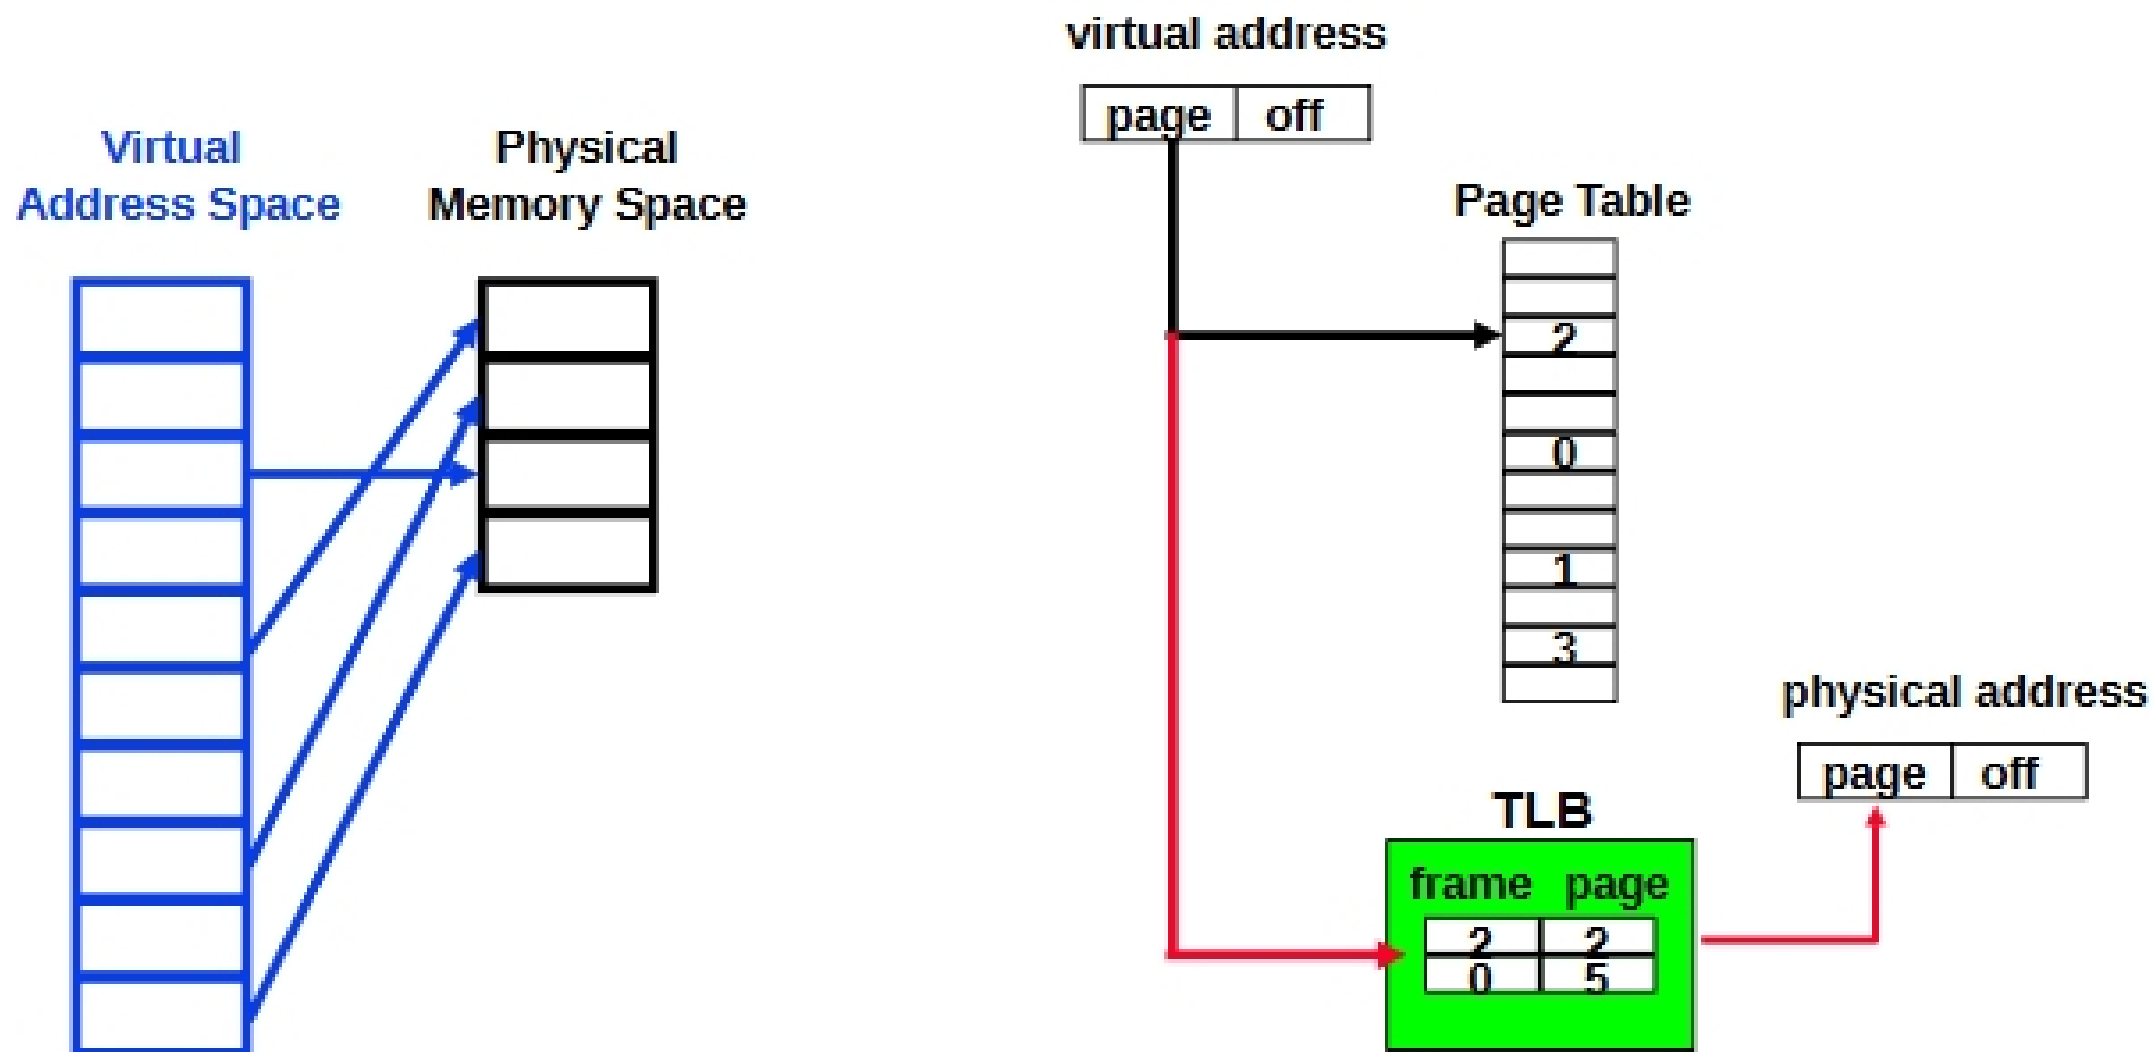 virtual address
page off
Virtual
Address Space
Physical
Memory Space
Page Table
2
0
1
3
physical address
page off
TLB
frame page
2 2
0 5